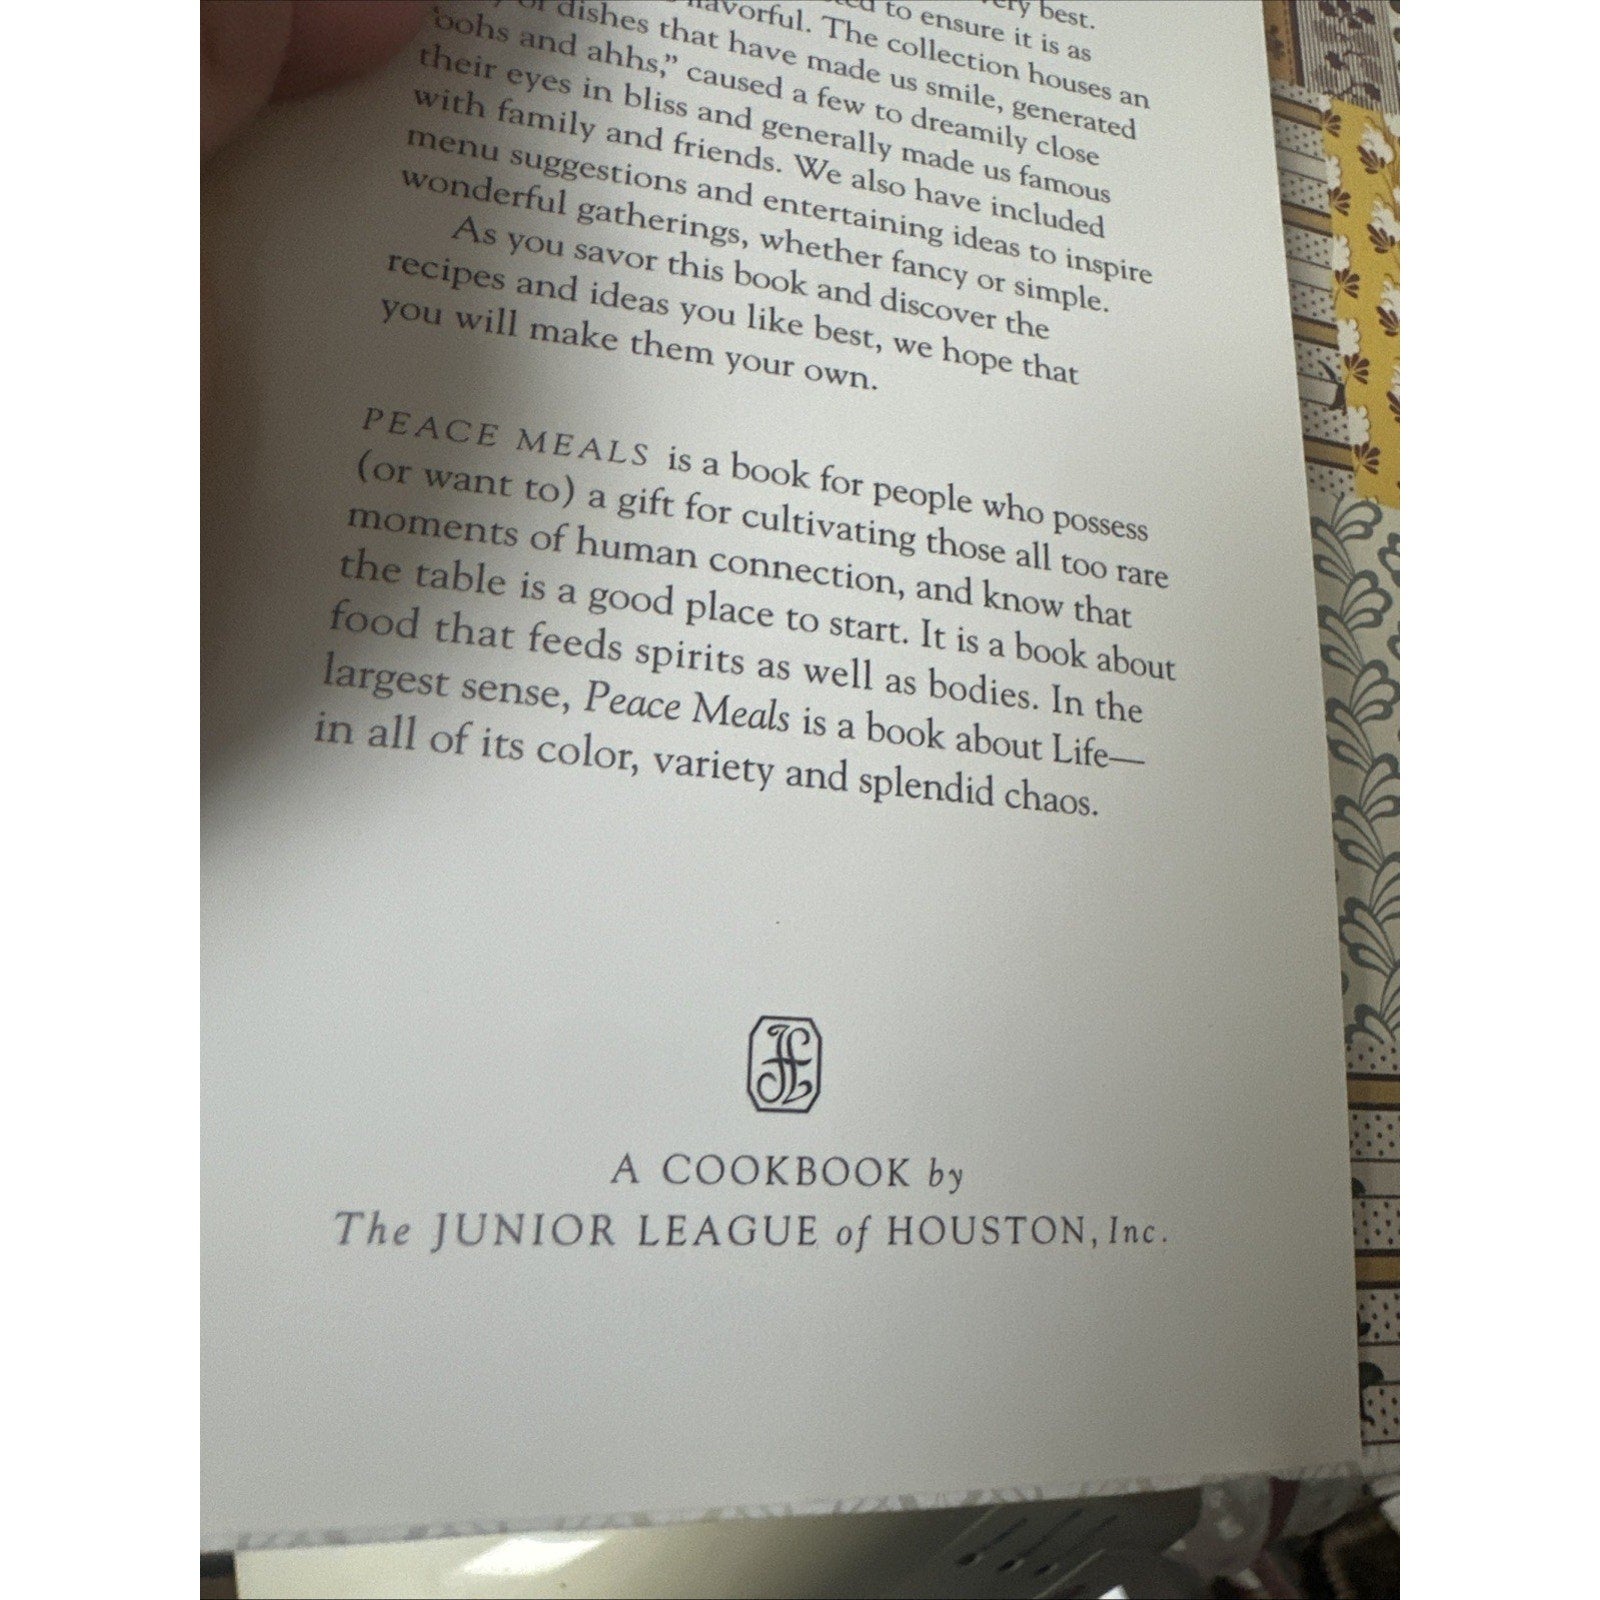 ery best.
to ensure it is as
flavorful. The collection houses an
of dishes that have made us smile, generated
"oohs and ahhs," caused a few to dreamily close
their eyes in bliss and generally made us famous
with family and friends. We also have included
menu suggestions and entertaining ideas to inspire
wonderful gatherings, whether fancy or simple.
As you savor this book and discover the
recipes and ideas you like best, we hope that
you will make them your own.
PEACE MEALS is a book for people who possess
(or want to) a gift for cultivating those all too rare
moments of human connection, and know that
the table is a good place to start. It is a book about
food that feeds spirits as well as bodies. In the
largest sense, Peace Meals is a book about Life—
in all of its color, variety and splendid chaos.
JL
A COOKBOOK by
The JUNIOR LEAGUE of HOUSTON, Inc.